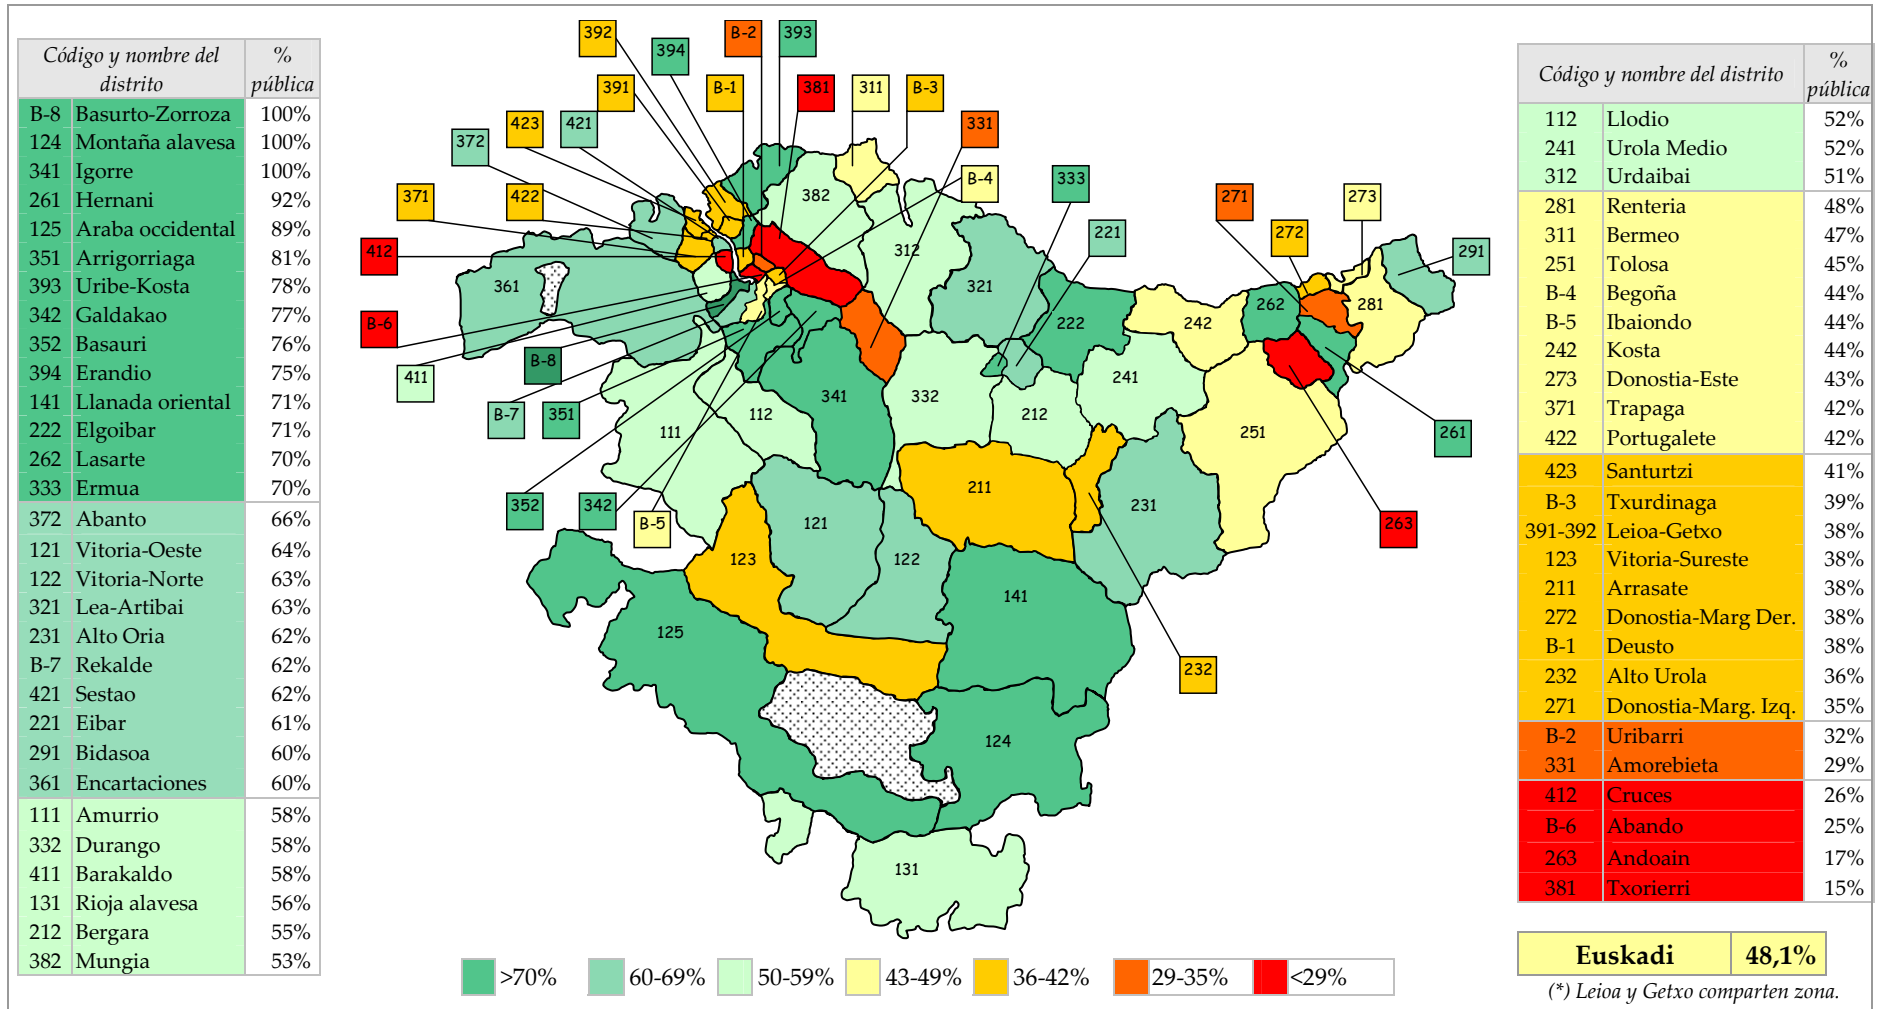 Código y nombre del distrito
% pública
B-8 Basurto-Zorroza 100%
124 Montaña alavesa 100%
341 Igorre 100%
261 Hernani 92%
125 Araba occidental 89%
351 Arrigorriaga 81%
393 Uribe-Kosta 78%
342 Galdakao 77%
352 Basauri 76%
394 Erandio 75%
141 Llanada oriental 71%
222 Elgoibar 71%
262 Lasarte 70%
333 Ermua 70%
372 Abanto 66%
121 Vitoria-Oeste 64%
122 Vitoria-Norte 63%
321 Lea-Artibai 63%
231 Alto Oria 62%
B-7 Rekalde 62%
421 Sestao 62%
221 Eibar 61%
291 Bidasoa 60%
361 Encartaciones 60%
111 Amurrio 58%
332 Durango 58%
411 Barakaldo 58%
131 Rioja alavesa 56%
212 Bergara 55%
382 Mungia 53%
392
394
B-2
393
391
B-1
381
311
B-3
423
421
331
372
B-4
333
371
422
271
273
382
272
221
412
312
291
361
321
262
281
B-6
222
242
B-8
411
241
341
332
B-7
351
212
112
111
251
261
211
352
342
B-5
121
231
263
123
122
141
125
232
124
131
>70%
60-69%
50-59%
43-49%
36-42%
29-35%
<29%
Código y nombre del distrito
% pública
112 Llodio 52%
241 Urola Medio 52%
312 Urdaibai 51%
281 Renteria 48%
311 Bermeo 47%
251 Tolosa 45%
B-4 Begoña 44%
B-5 Ibaiondo 44%
242 Kosta 44%
273 Donostia-Este 43%
371 Trapaga 42%
422 Portugalete 42%
423 Santurtzi 41%
B-3 Txurdinaga 39%
391-392 Leioa-Getxo 38%
123 Vitoria-Sureste 38%
211 Arrasate 38%
272 Donostia-Marg Der. 38%
B-1 Deusto 38%
232 Alto Urola 36%
271 Donostia-Marg. Izq. 35%
B-2 Uribarri 32%
331 Amorebieta 29%
412 Cruces 26%
B-6 Abando 25%
263 Andoain 17%
381 Txorierri 15%
Euskadi 48,1%
(*) Leioa y Getxo comparten zona.